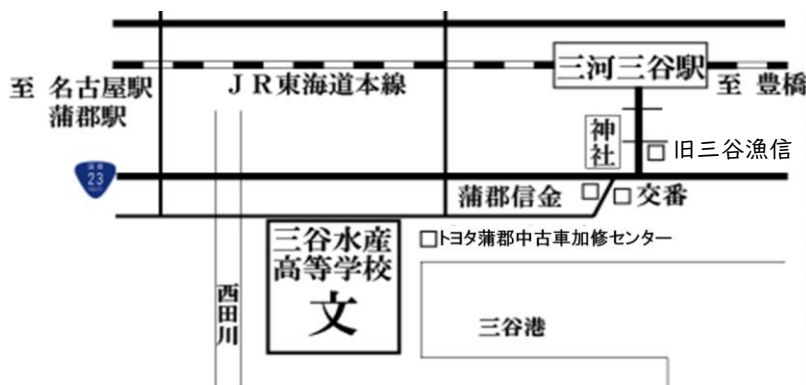 三河三谷駅
至 名古屋駅
蒲郡駅
JR東海道本線
至 豊橋
神社
旧三谷漁信
23
蒲郡信金
交番
三谷水産
高等学校
文
トヨタ蒲郡中古車加修センター
西田川
三谷港